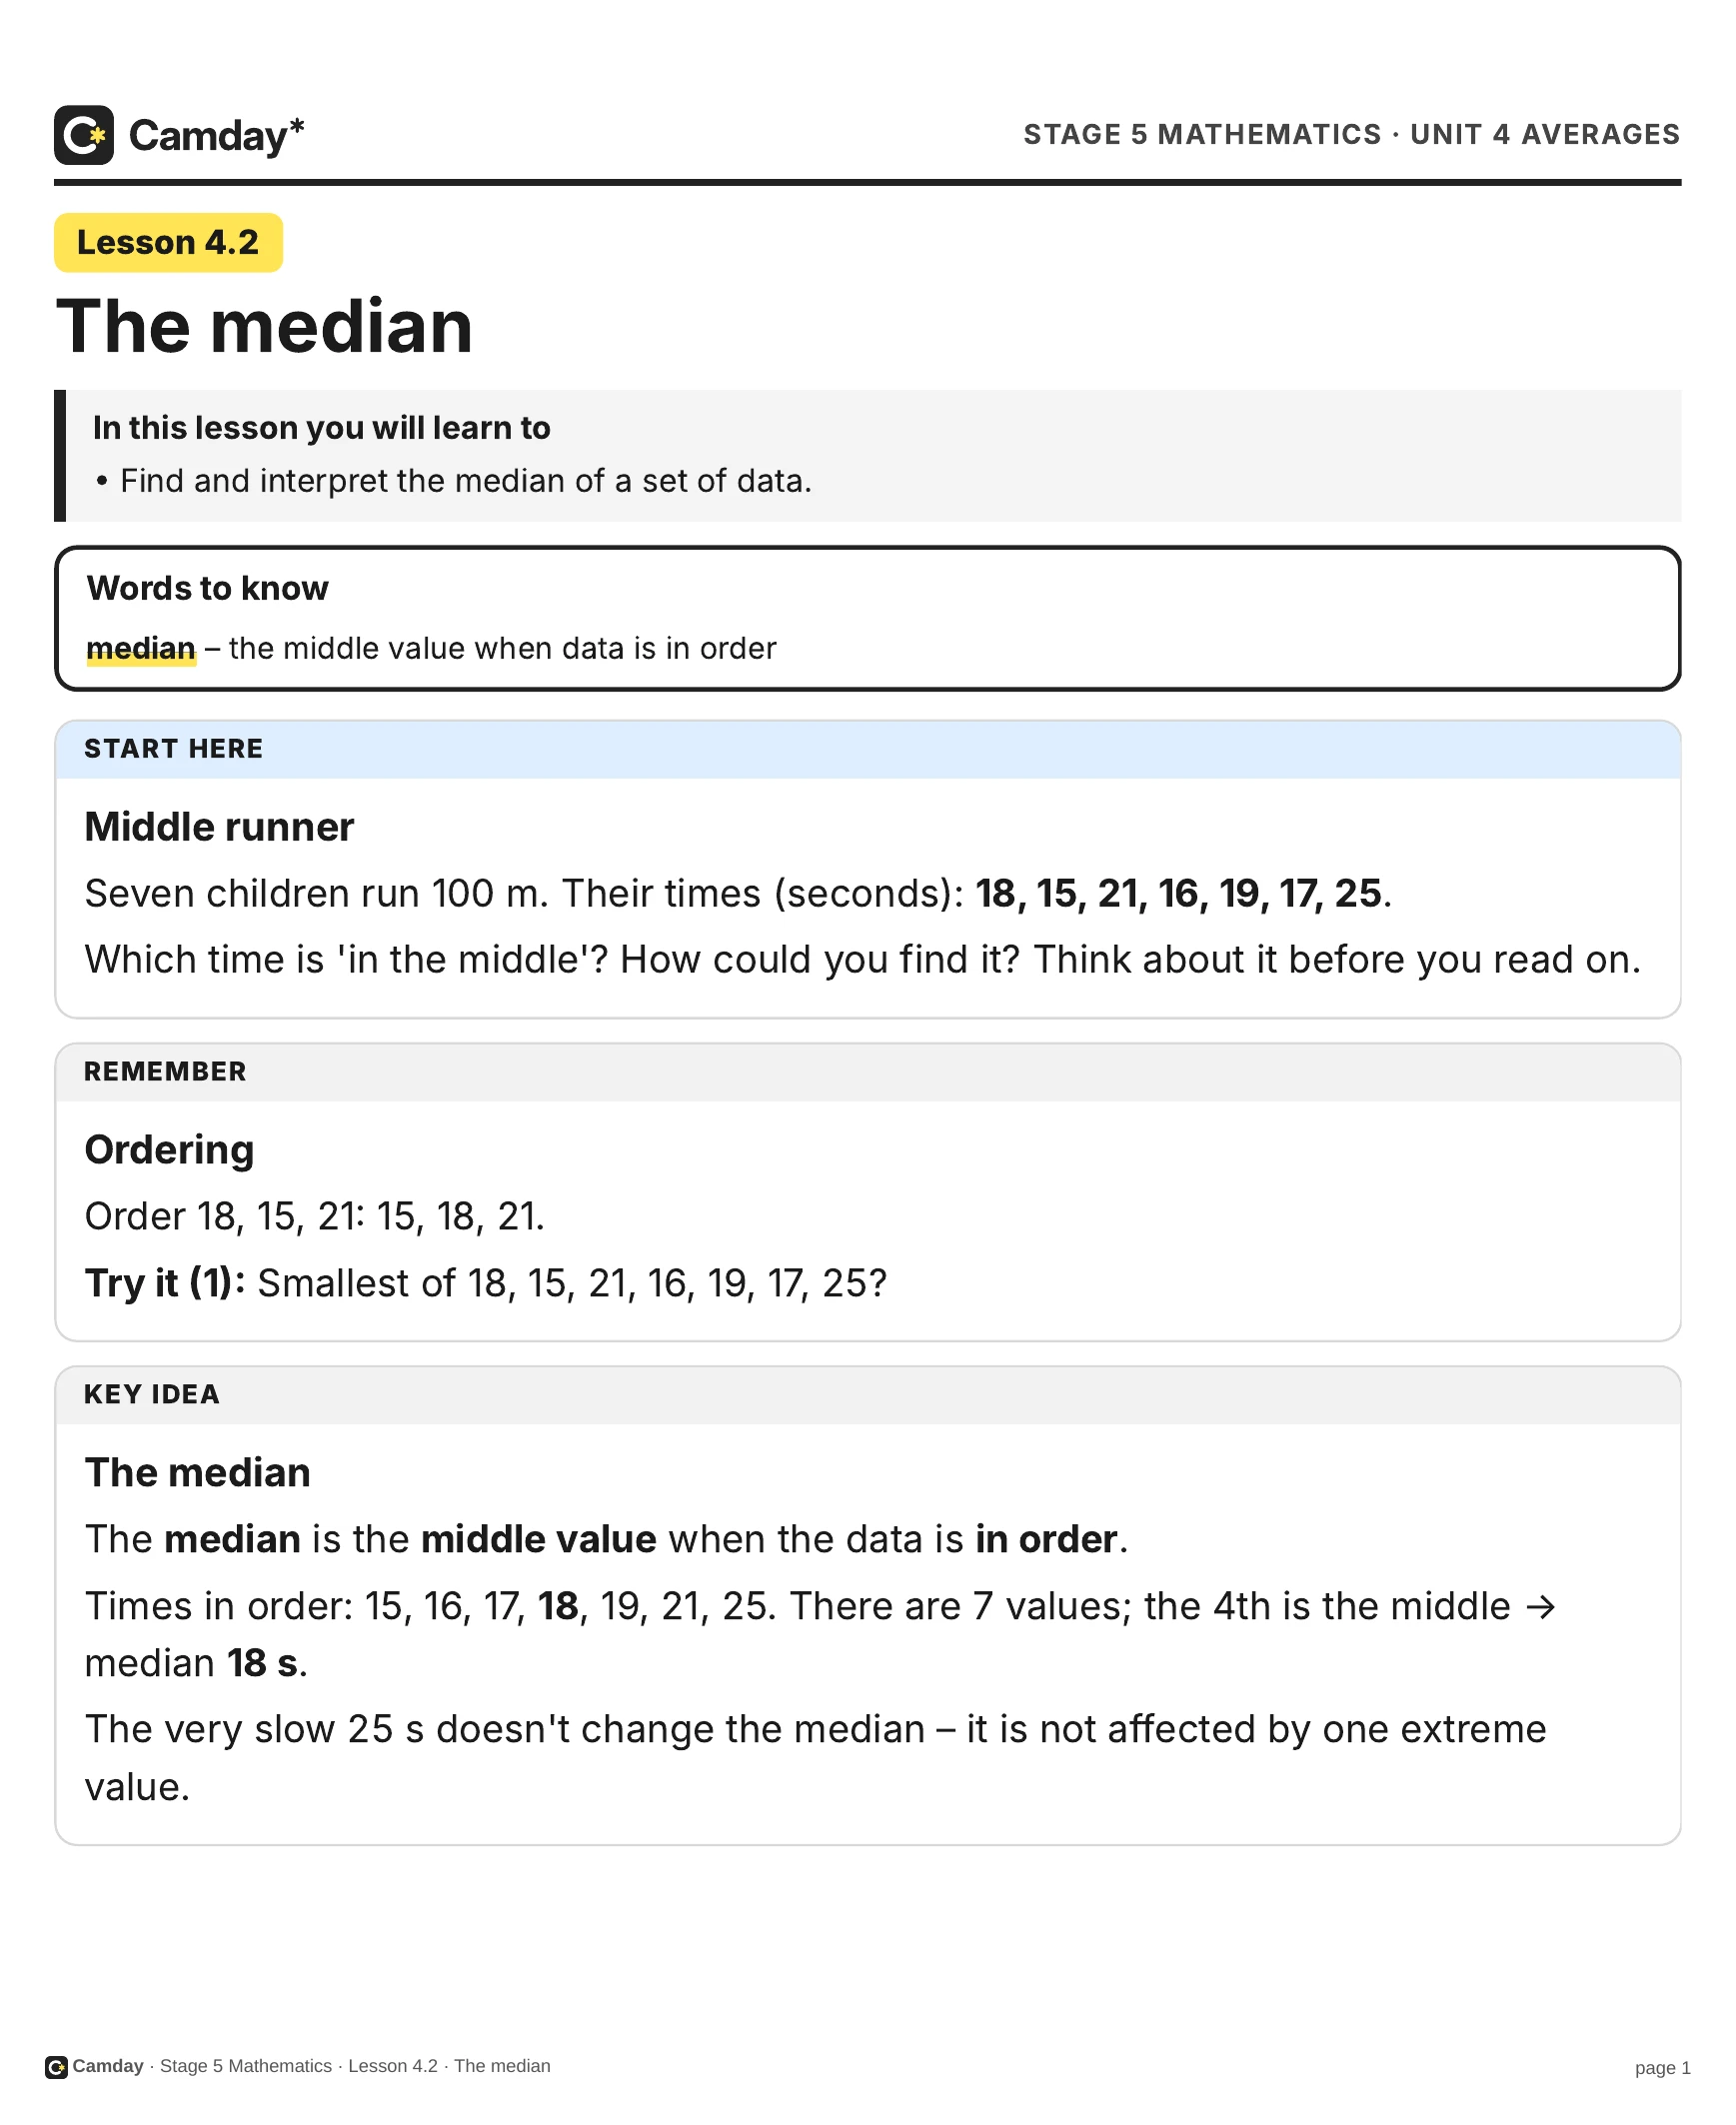 Camday*
STAGE 5 MATHEMATICS · UNIT 4 AVERAGES
Lesson 4.2
The median
In this lesson you will learn to
• Find and interpret the median of a set of data.
Words to know
median – the middle value when data is in order
START HERE
Middle runner
Seven children run 100 m. Their times (seconds): 18, 15, 21, 16, 19, 17, 25.
Which time is 'in the middle'? How could you find it? Think about it before you read on.
REMEMBER
Ordering
Order 18, 15, 21: 15, 18, 21.
Try it (1): Smallest of 18, 15, 21, 16, 19, 17, 25?
KEY IDEA
The median
The median is the middle value when the data is in order.
Times in order: 15, 16, 17, 18, 19, 21, 25. There are 7 values; the 4th is the middle →
median 18 s.
The very slow 25 s doesn't change the median – it is not affected by one extreme
value.
Camday · Stage 5 Mathematics · Lesson 4.2 · The median
page 1